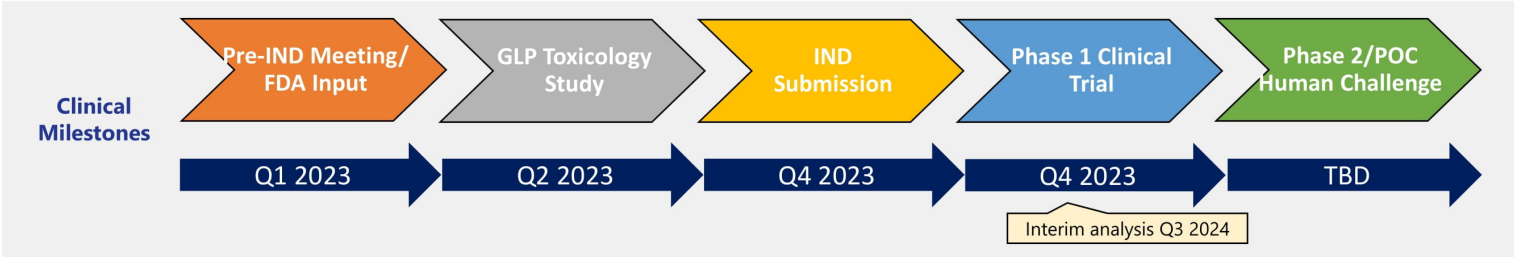 Clinical
Milestones
Pre-IND Meeting/
FDA Input
GLP Toxicology
Study
IND
Submission
Phase 1 Clinical
Trial
Phase 2/POC
Human Challenge
Q1 2023
Q2 2023
Q4 2023
Q4 2023
TBD
Interim analysis Q3 2024